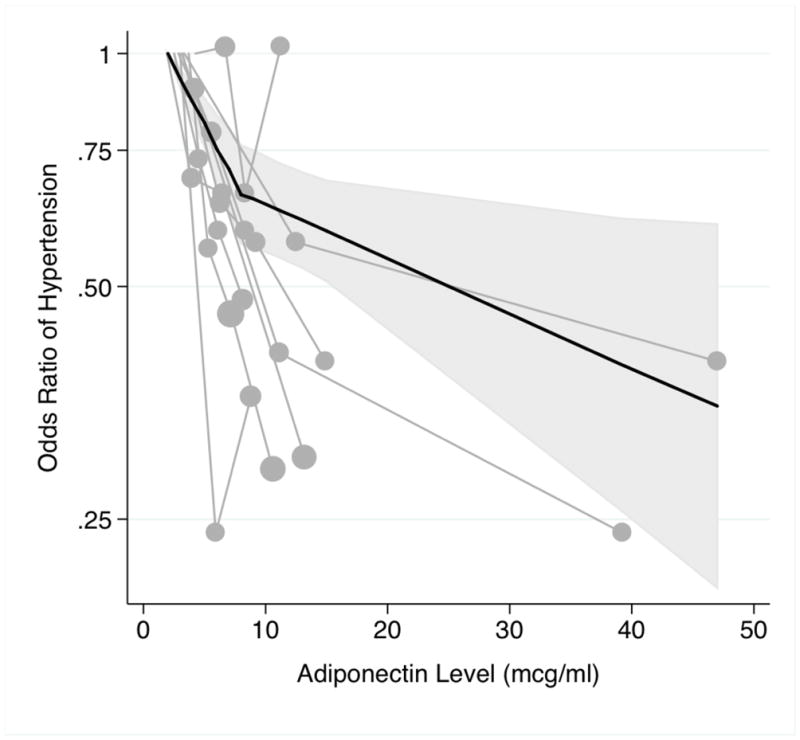 Odds Ratio of Hypertension
1
.75
.50
.25
0 10 20 30 40 50
Adiponectin Level (mcg/ml)